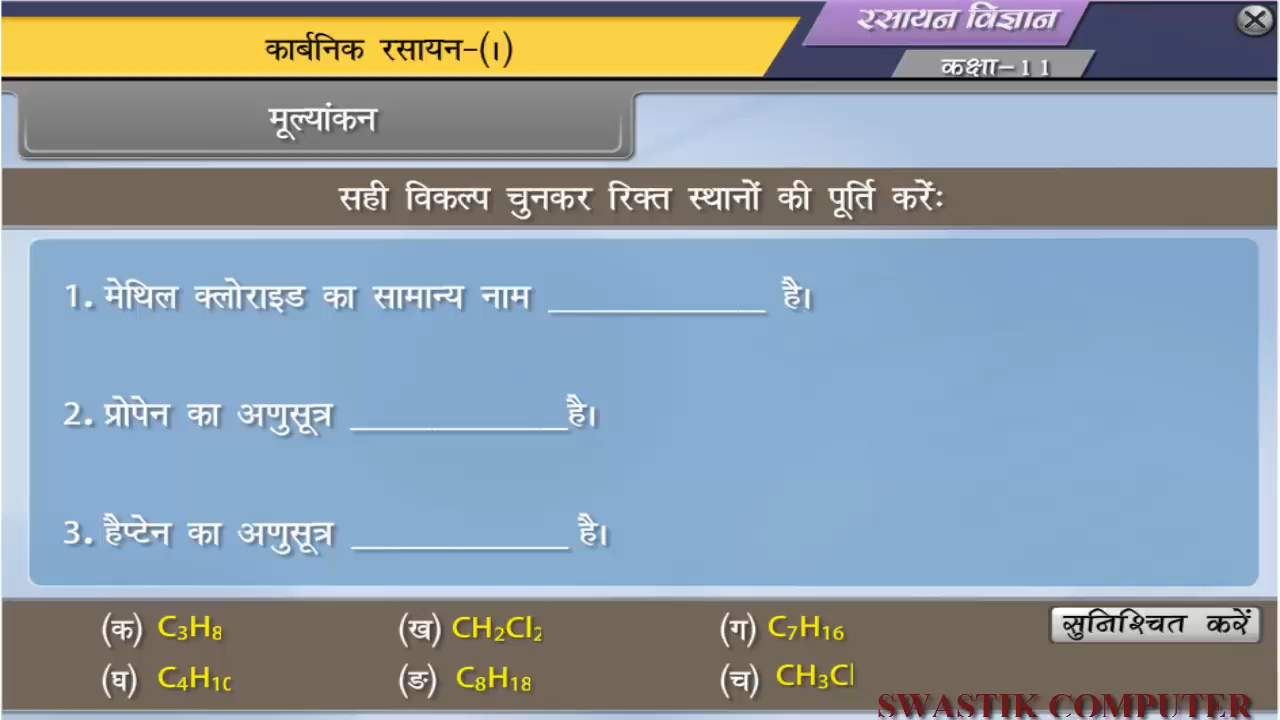 कार्बनिक रसायन-(I)
रसायन विज्ञान
कक्षा-11
मूल्यांकन
सही विकल्प चुनकर रिक्त स्थानों की पूर्ति करेंः
1. मेथिल क्लोराइड का सामान्य नाम ____________ है।
2. प्रोपेन का अणुसूत्र ____________है।
3. हैप्टेन का अणुसूत्र ____________ है।
(क) C₃H₈ (ख) CH₂Cl₂ (ग) C₇H₁₆ सुनिश्चित करें
(घ) C₄H₁₀ (ङ) C₈H₁₈ (च) CH₃Cl
SWASTIK COMPUTER